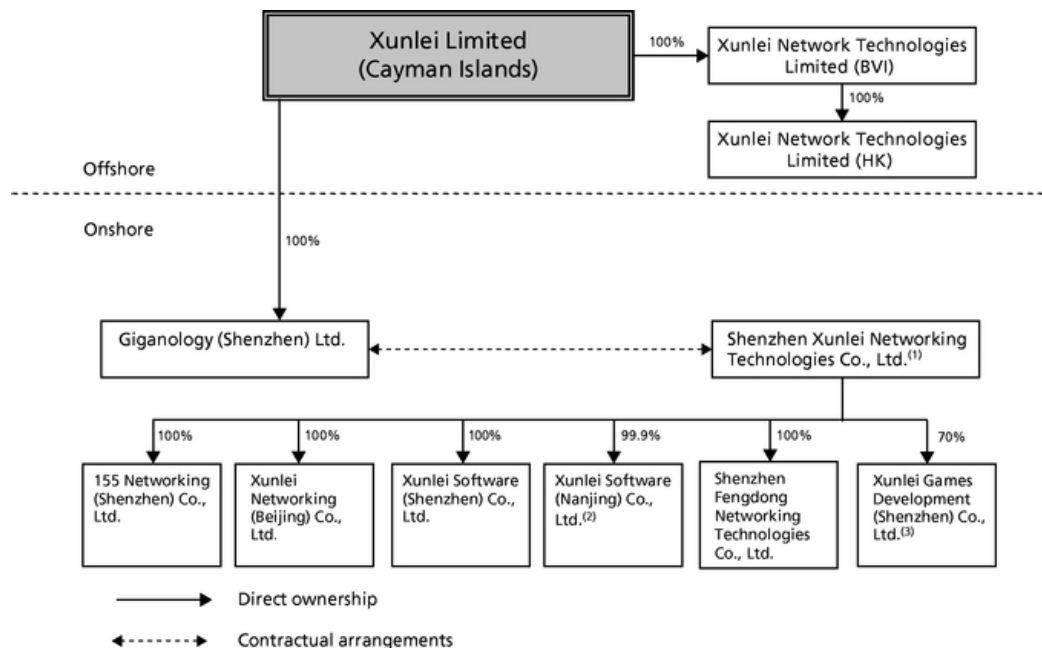 Xunlei Limited
(Cayman Islands)
100%
Xunlei Network Technologies
Limited (BVI)
100%
Xunlei Network Technologies
Limited (HK)
Offshore
Onshore
100%
Giganology (Shenzhen) Ltd.
Shenzhen Xunlei Networking
Technologies Co., Ltd.(1)
100%
100%
100%
99.9%
100%
70%
155 Networking
(Shenzhen) Co.,
Ltd.
Xunlei
Networking
(Beijing) Co.,
Ltd.
Xunlei Software
(Shenzhen) Co.,
Ltd.
Xunlei Software
(Nanjing) Co.,
Ltd.(2)
Shenzhen
Fengdong
Networking
Technologies
Co., Ltd.
Xunlei Games
Development
(Shenzhen) Co.,
Ltd.(3)
Direct ownership
Contractual arrangements